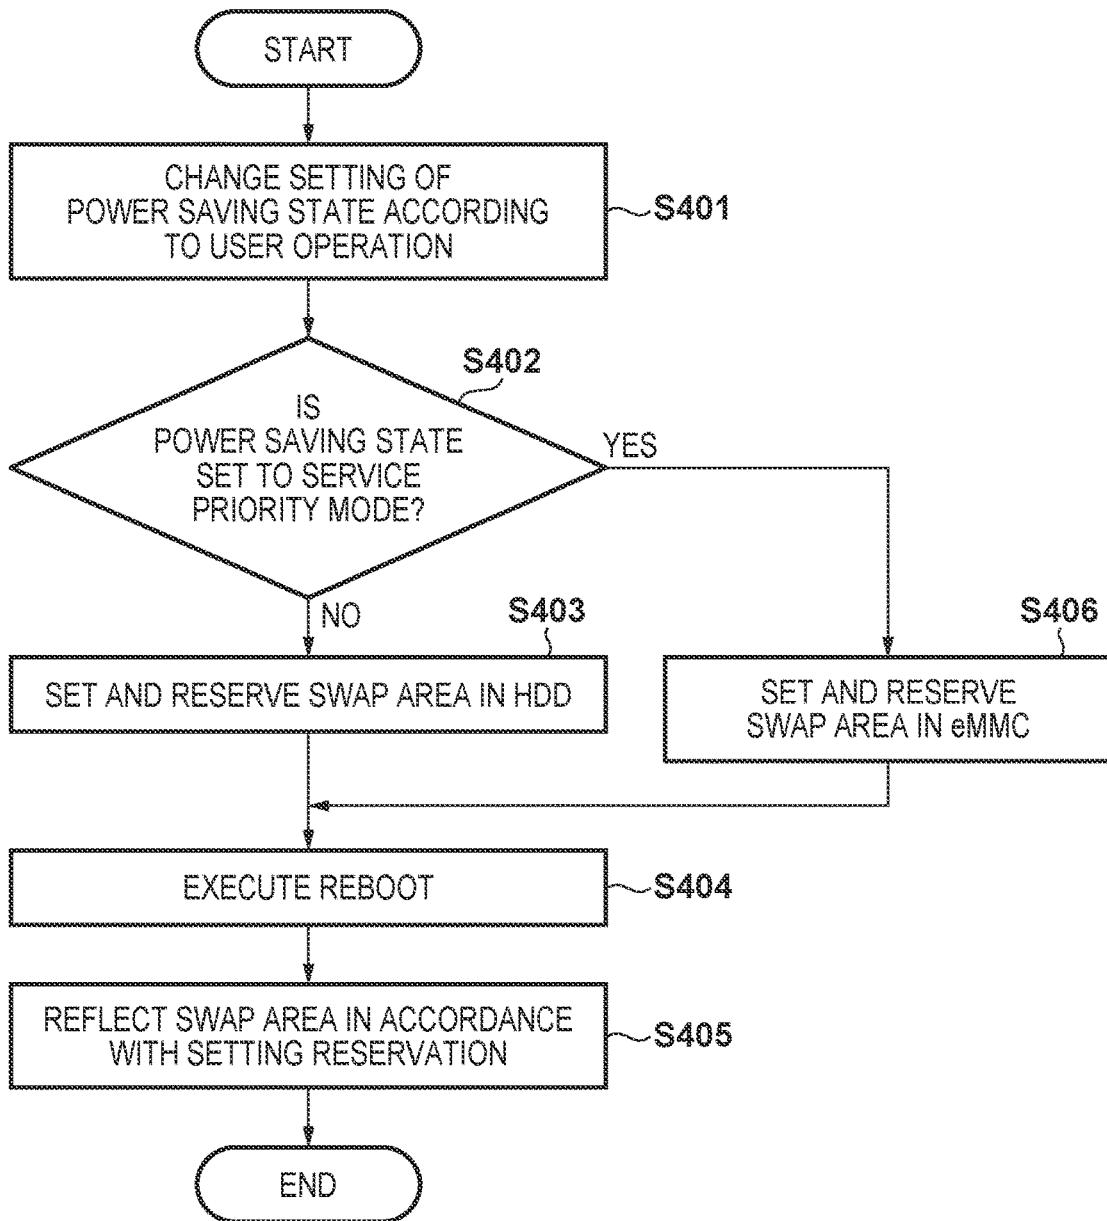 START
CHANGE SETTING OF
POWER SAVING STATE ACCORDING
TO USER OPERATION
S401
S402
IS
POWER SAVING STATE
SET TO SERVICE
PRIORITY MODE?
YES
NO
S403
SET AND RESERVE SWAP AREA IN HDD
S406
SET AND RESERVE
SWAP AREA IN eMMC
EXECUTE REBOOT
S404
REFLECT SWAP AREA IN ACCORDANCE
WITH SETTING RESERVATION
S405
END